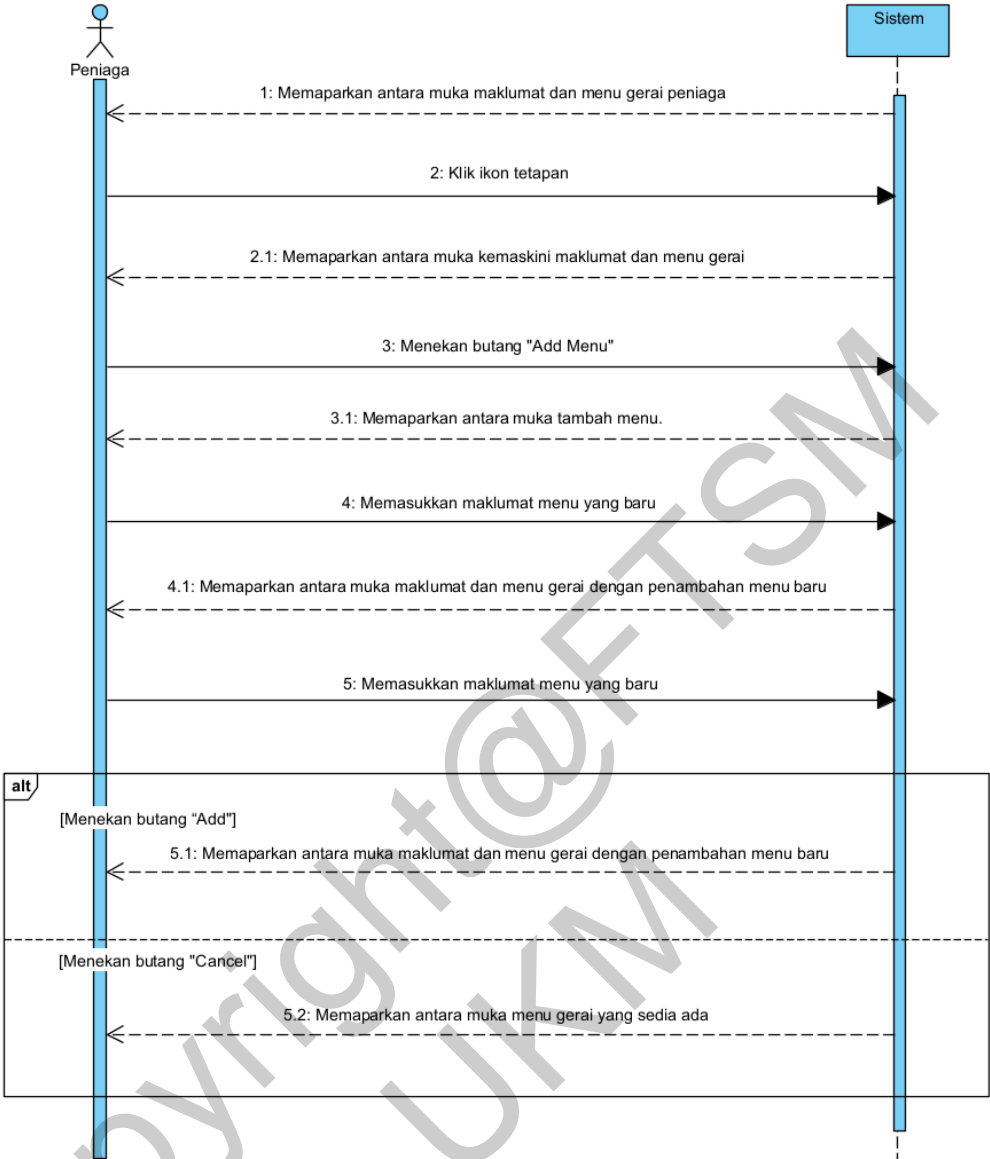 Sistem
Peniaga
1: Memaparkan antara muka maklumat dan menu gerai peniaga
2: Klik ikon tetapan
2.1: Memaparkan antara muka kemaskini maklumat dan menu gerai
3: Menekan butang "Add Menu"
3.1: Memaparkan antara muka tambah menu.
4: Memasukkan maklumat menu yang baru
4.1: Memaparkan antara muka maklumat dan menu gerai dengan penambahan menu baru
5: Memasukkan maklumat menu yang baru
alt
[Menekan butang “Add"]
5.1: Memaparkan antara muka maklumat dan menu gerai dengan penambahan menu baru
[Menekan butang "Cancel"]
5.2: Memaparkan antara muka menu gerai yang sedia ada
pyright@FTSM
UKM